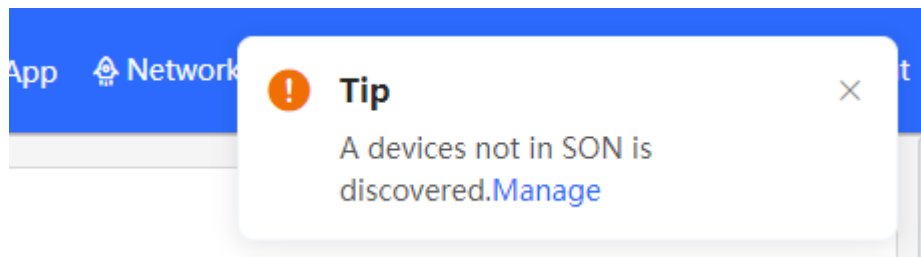 App Network
Tip
A devices not in SON is
discovered.Manage